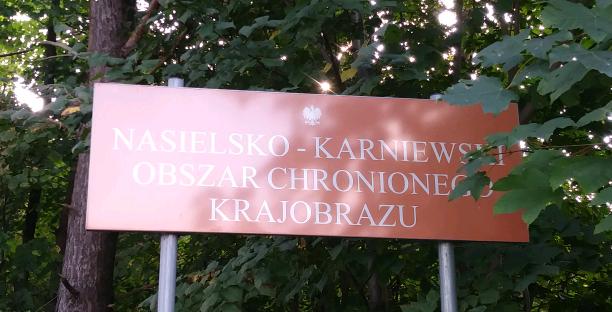 NASIELSKO - KARNIEWSKI
OBSZAR CHRONIONEGO
KRAJOBRAZU